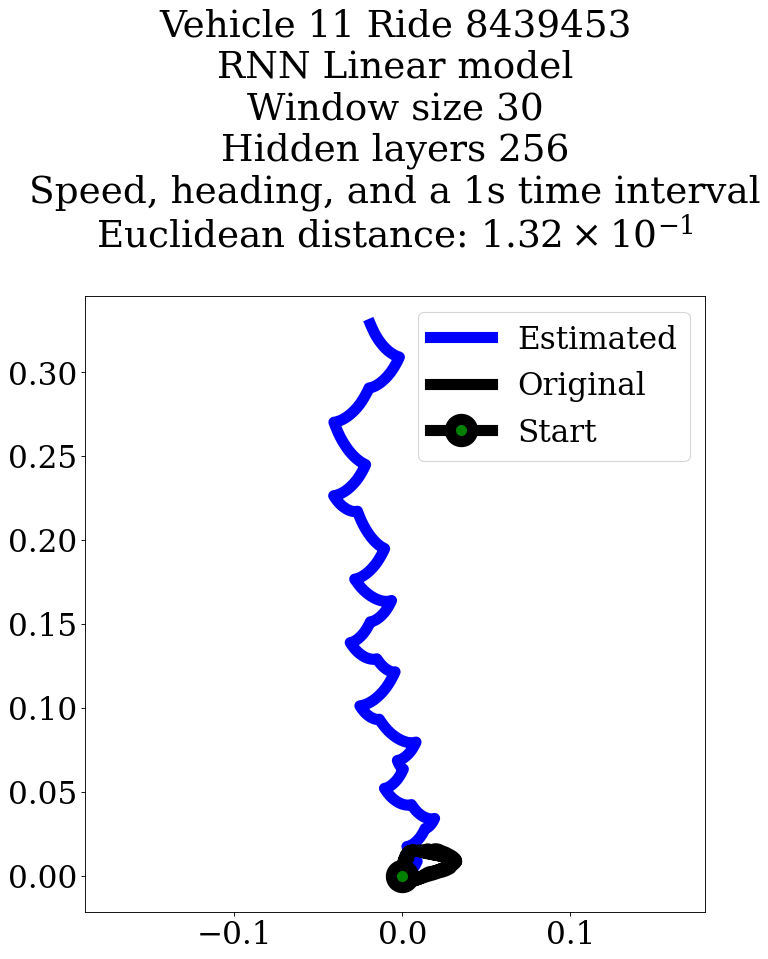 Vehicle 11 Ride 8439453
RNN Linear model
Window size 30
Hidden layers 256
Speed, heading, and a 1s time interval
Euclidean distance: 1.32 × 10⁻¹
Estimated
Original
Start
0.30
0.25
0.20
0.15
0.10
0.05
0.00
−0.1
0.0
0.1